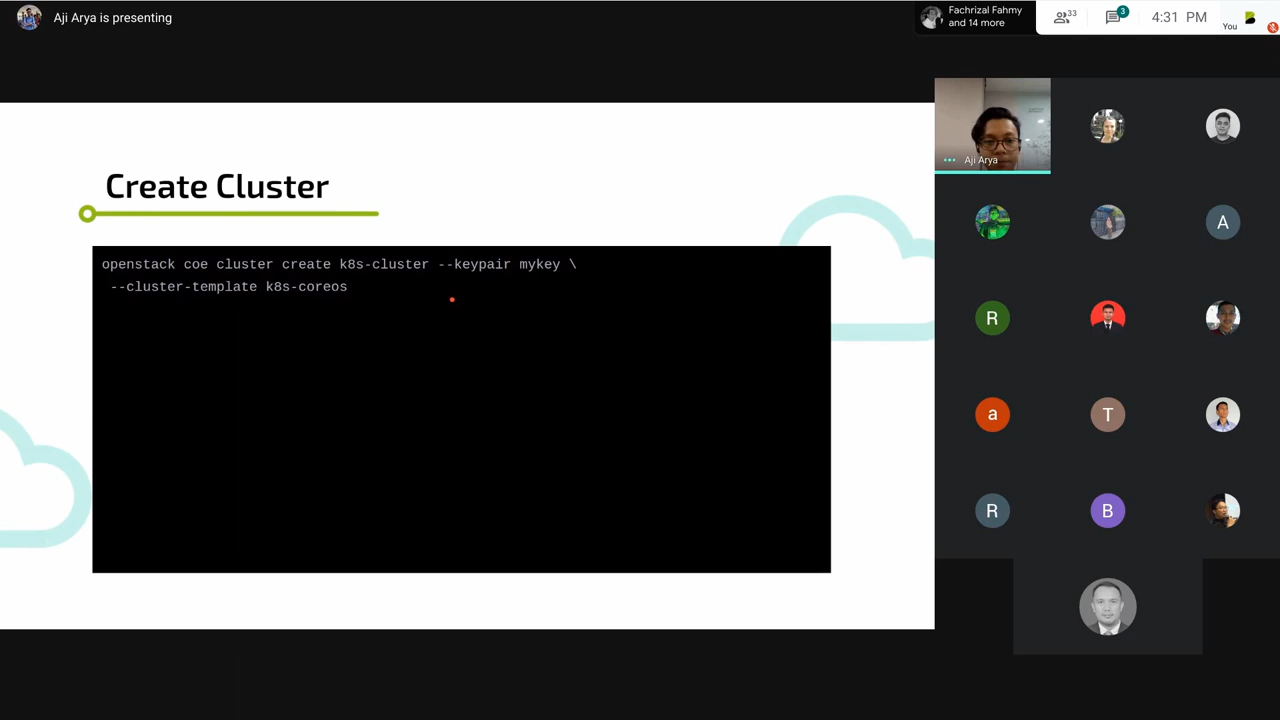 Aji Arya is presenting
Fachrizal Fahmy
and 14 more
33
3
4:31 PM
You
Create Cluster
openstack coe cluster create k8s-cluster --keypair mykey \
--cluster-template k8s-coreos
Aji Arya
A
R
a
T
R
B